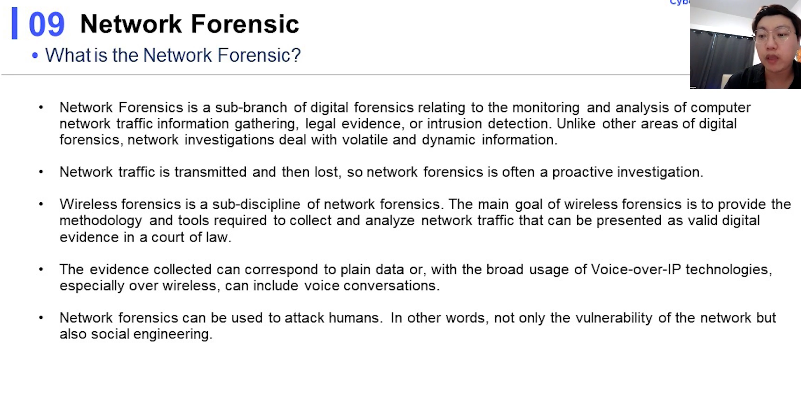 Cybe
09 Network Forensic
• What is the Network Forensic?
• Network Forensics is a sub-branch of digital forensics relating to the monitoring and analysis of computer
network traffic information gathering, legal evidence, or intrusion detection. Unlike other areas of digital
forensics, network investigations deal with volatile and dynamic information.
• Network traffic is transmitted and then lost, so network forensics is often a proactive investigation.
• Wireless forensics is a sub-discipline of network forensics. The main goal of wireless forensics is to provide the
methodology and tools required to collect and analyze network traffic that can be presented as valid digital
evidence in a court of law.
• The evidence collected can correspond to plain data or, with the broad usage of Voice-over-IP technologies,
especially over wireless, can include voice conversations.
• Network forensics can be used to attack humans. In other words, not only the vulnerability of the network but
also social engineering.